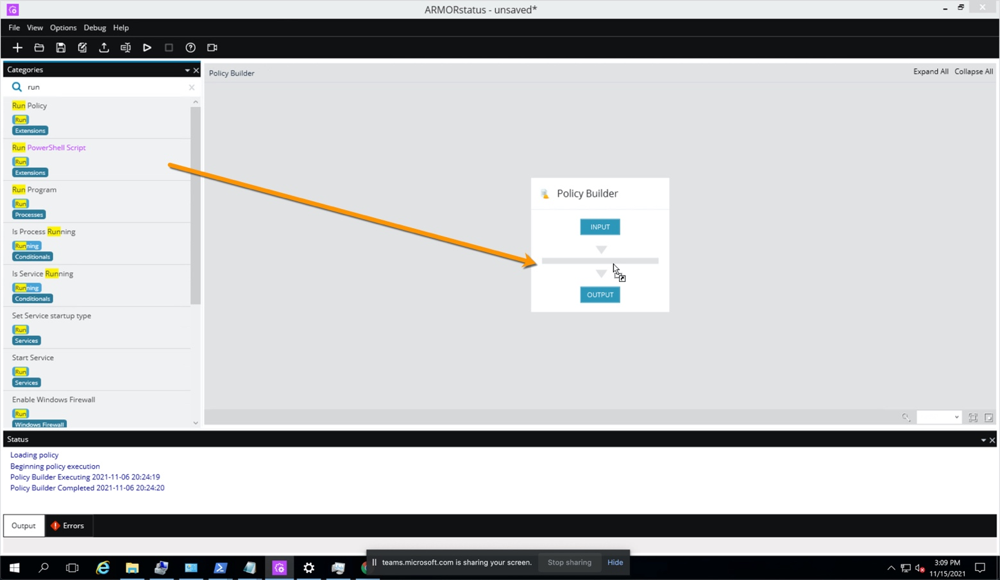 ARMORstatus - unsaved*
File View Options Debug Help
Categories
run
Run Policy
Run
Extensions
Run PowerShell Script
Run
Extensions
Run Program
Run
Processes
Is Process Running
Running
Conditionals
Is Service Running
Running
Conditionals
Set Service startup type
Run
Services
Start Service
Run
Services
Enable Windows Firewall
Run
Windows Firewall
Policy Builder
Expand All Collapse All
Policy Builder
INPUT
OUTPUT
Status
Loading policy
Beginning policy execution
Policy Builder Executing 2021-11-06 20:24:19
Policy Builder Completed 2021-11-06 20:24:20
Output Errors
teams.microsoft.com is sharing your screen. Stop sharing Hide
3:09 PM
11/15/2021